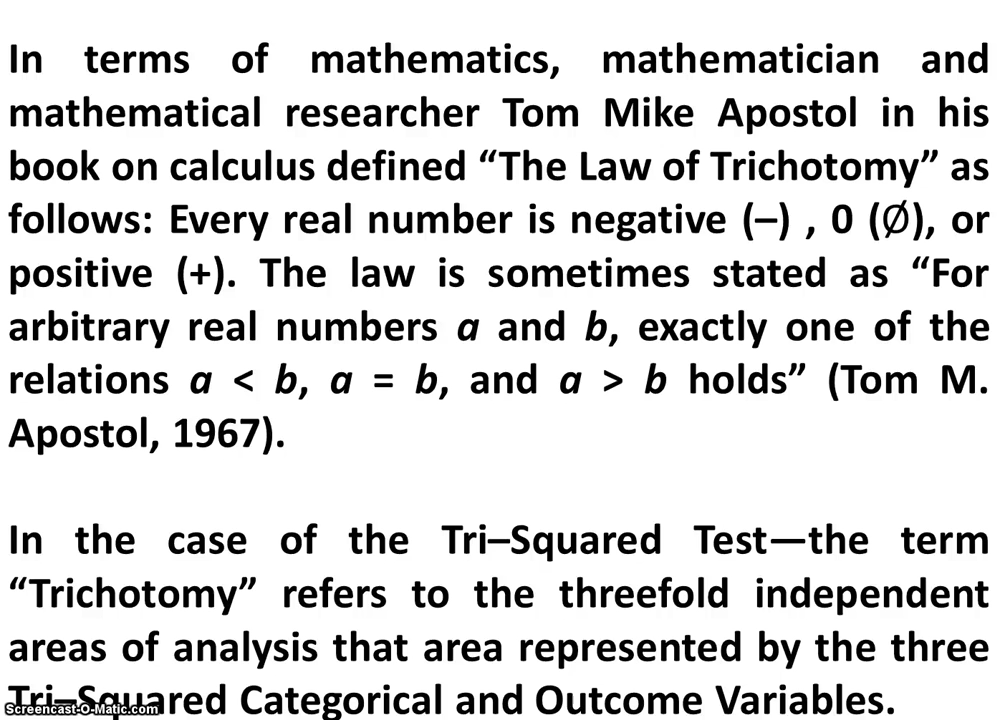 In terms of mathematics, mathematician and
mathematical researcher Tom Mike Apostol in his
book on calculus defined “The Law of Trichotomy” as
follows: Every real number is negative (–) , 0 (Ø), or
positive (+). The law is sometimes stated as “For
arbitrary real numbers a and b, exactly one of the
relations a < b, a = b, and a > b holds” (Tom M.
Apostol, 1967).
In the case of the Tri–Squared Test—the term
“Trichotomy” refers to the threefold independent
areas of analysis that area represented by the three
Tri–Squared Categorical and Outcome Variables.
Screencast-O-Matic.com